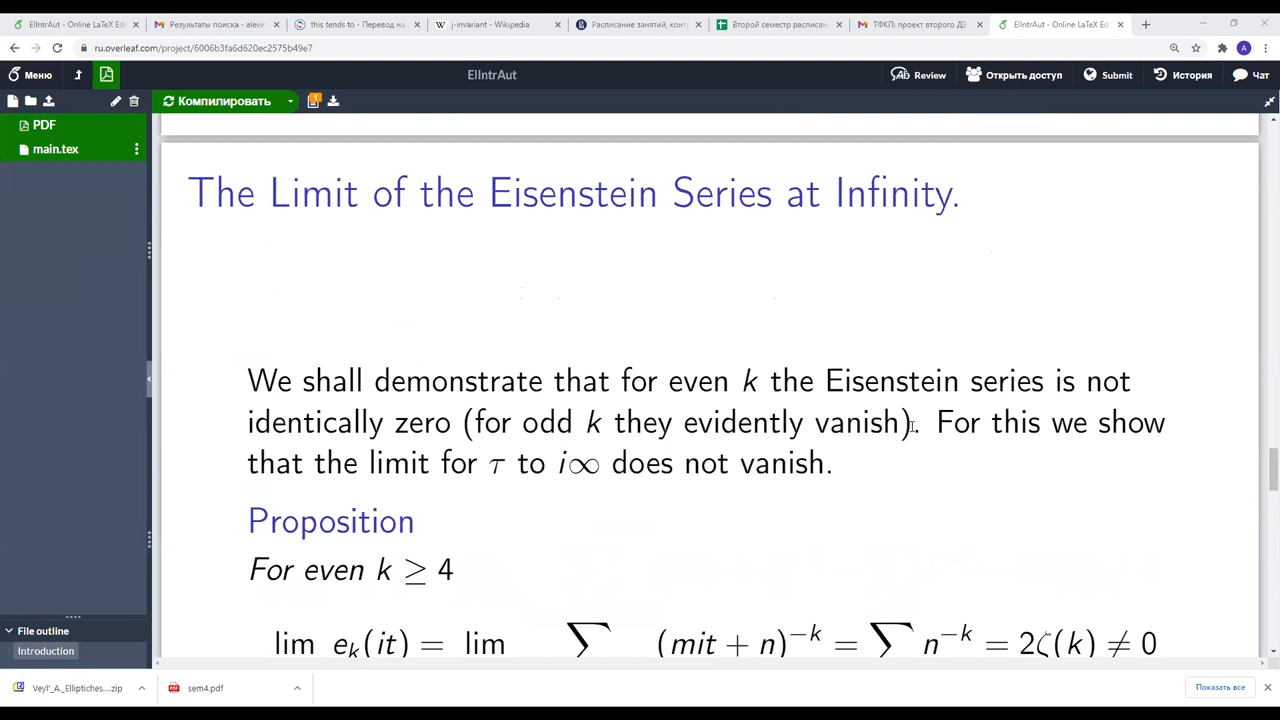 ElIntrAut - Online LaTeX Ed
Результаты поиска - alevin
this tends to - Перевод на
j-invariant - Wikipedia
Расписание занятий, конт
Второй семестр расписан
ТФКП: проект второго ДЗ
ElIntrAut - Online LaTeX Ed
ru.overleaf.com/project/6006b3fa6d620ec2575b49e7
A
Меню
ElIntrAut
Review
Открыть доступ
Submit
История
Чат
Компилировать
PDF
main.tex
The Limit of the Eisenstein Series at Infinity.
We shall demonstrate that for even k the Eisenstein series is not
identically zero (for odd k they evidently vanish). For this we show
that the limit for τ to i∞ does not vanish.
Proposition
For even k ≥ 4
lim e_k(it) = lim ∑ (mit + n)^{-k} = ∑ n^{-k} = 2ζ(k) ≠ 0
File outline
Introduction
Veyl'_A._Elliptiches....zip
sem4.pdf
Показать все